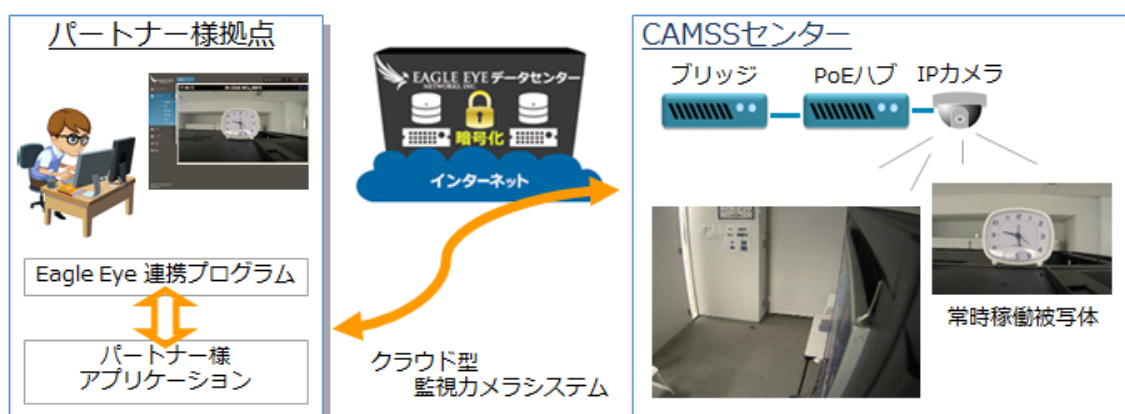 パートナー様拠点
Eagle Eye 連携プログラム
パートナー様
アプリケーション
EAGLE EYE データセンター
NETWORKS, INC.
暗号化
インターネット
クラウド型
監視カメラシステム
CAMSSセンター
ブリッジ
PoEハブ
IPカメラ
常時稼働被写体